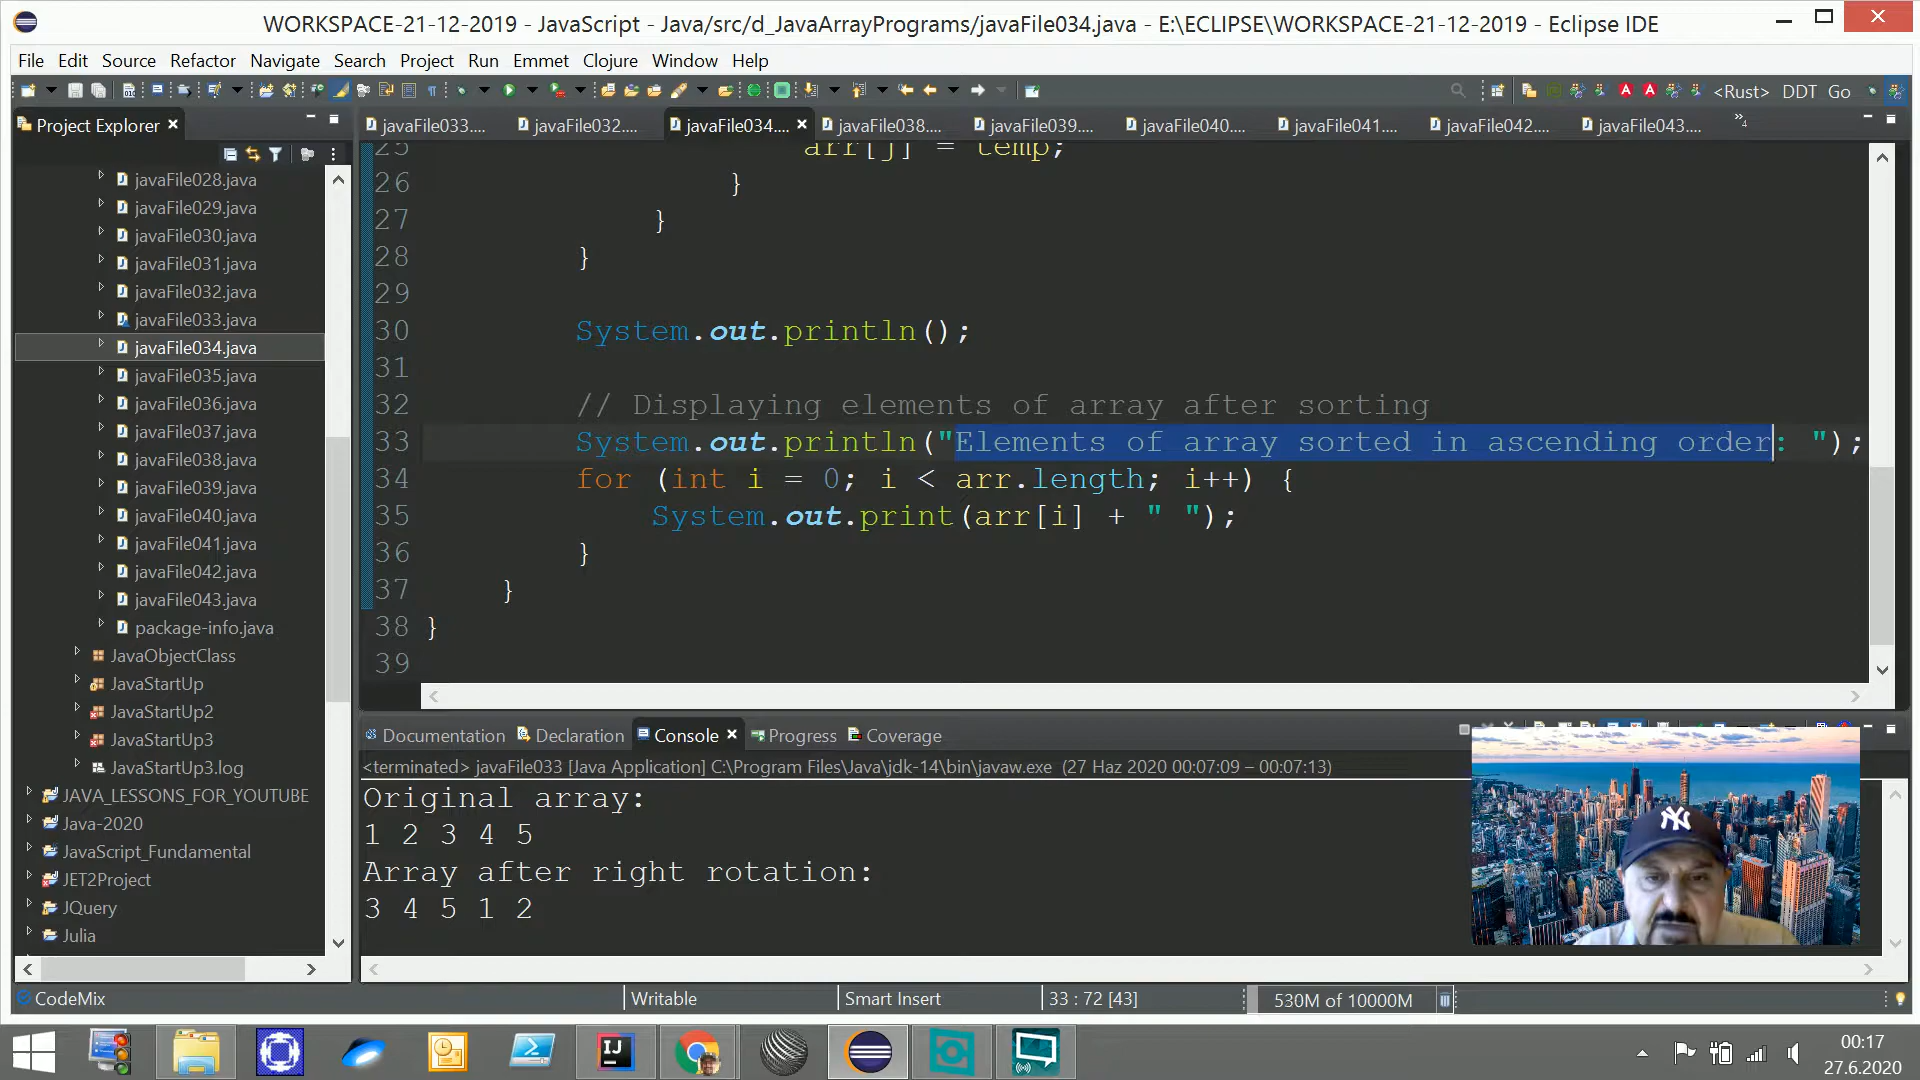 WORKSPACE-21-12-2019 - JavaScript - Java/src/d_JavaArrayPrograms/javaFile034.java - E:\ECLIPSE\WORKSPACE-21-12-2019 - Eclipse IDE
File Edit Source Refactor Navigate Search Project Run Emmet Closure Window Help
<Rust> DDT Go
Project Explorer
javaFile033.... javaFile032.... javaFile034.... javaFile038.... javaFile039.... javaFile040.... javaFile041.... javaFile042.... javaFile043.... »4
javaFile028.java
javaFile029.java
javaFile030.java
javaFile031.java
javaFile032.java
javaFile033.java
javaFile034.java
javaFile035.java
javaFile036.java
javaFile037.java
javaFile038.java
javaFile039.java
javaFile040.java
javaFile041.java
javaFile042.java
javaFile043.java
package-info.java
JavaObjectClass
JavaStartUp
JavaStartUp2
JavaStartUp3
JavaStartUp3.log
JAVA_LESSONS_FOR_YOUTUBE
Java-2020
JavaScript_Fundamental
JET2Project
JQuery
Julia
25 arr[j] = temp;
26 }
27 }
28 }
29
30 System.out.println();
31
32 // Displaying elements of array after sorting
33 System.out.println("Elements of array sorted in ascending order: ");
34 for (int i = 0; i < arr.length; i++) {
35 System.out.print(arr[i] + " ");
36 }
37 }
38 }
39
Documentation Declaration Console Progress Coverage
<terminated> javaFile033 [Java Application] C:\Program Files\Java\jdk-14\bin\javaw.exe (27 Haz 2020 00:07:09 – 00:07:13)
Original array:
1 2 3 4 5
Array after right rotation:
3 4 5 1 2
NY
CodeMix Writable Smart Insert 33 : 72 [43] 530M of 10000M
IJ
00:17
27.6.2020